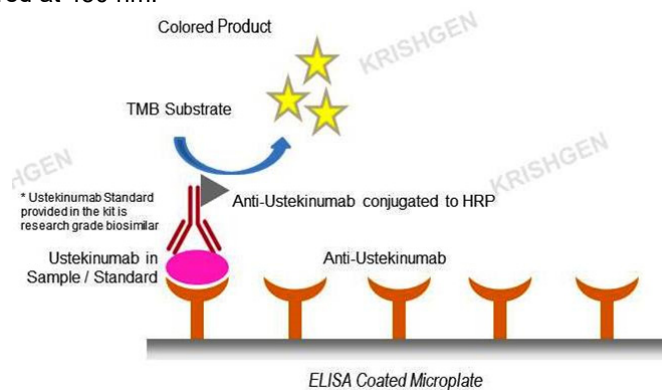 Colored Product
KRISHGEN
TMB Substrate
HGEN
* Ustekinumab Standard
provided in the kit is
research grade biosimilar
Anti-Ustekinumab conjugated to HRP
KRISHGEN
Ustekinumab in
Sample / Standard
Anti-Ustekinumab
ELISA Coated Microplate